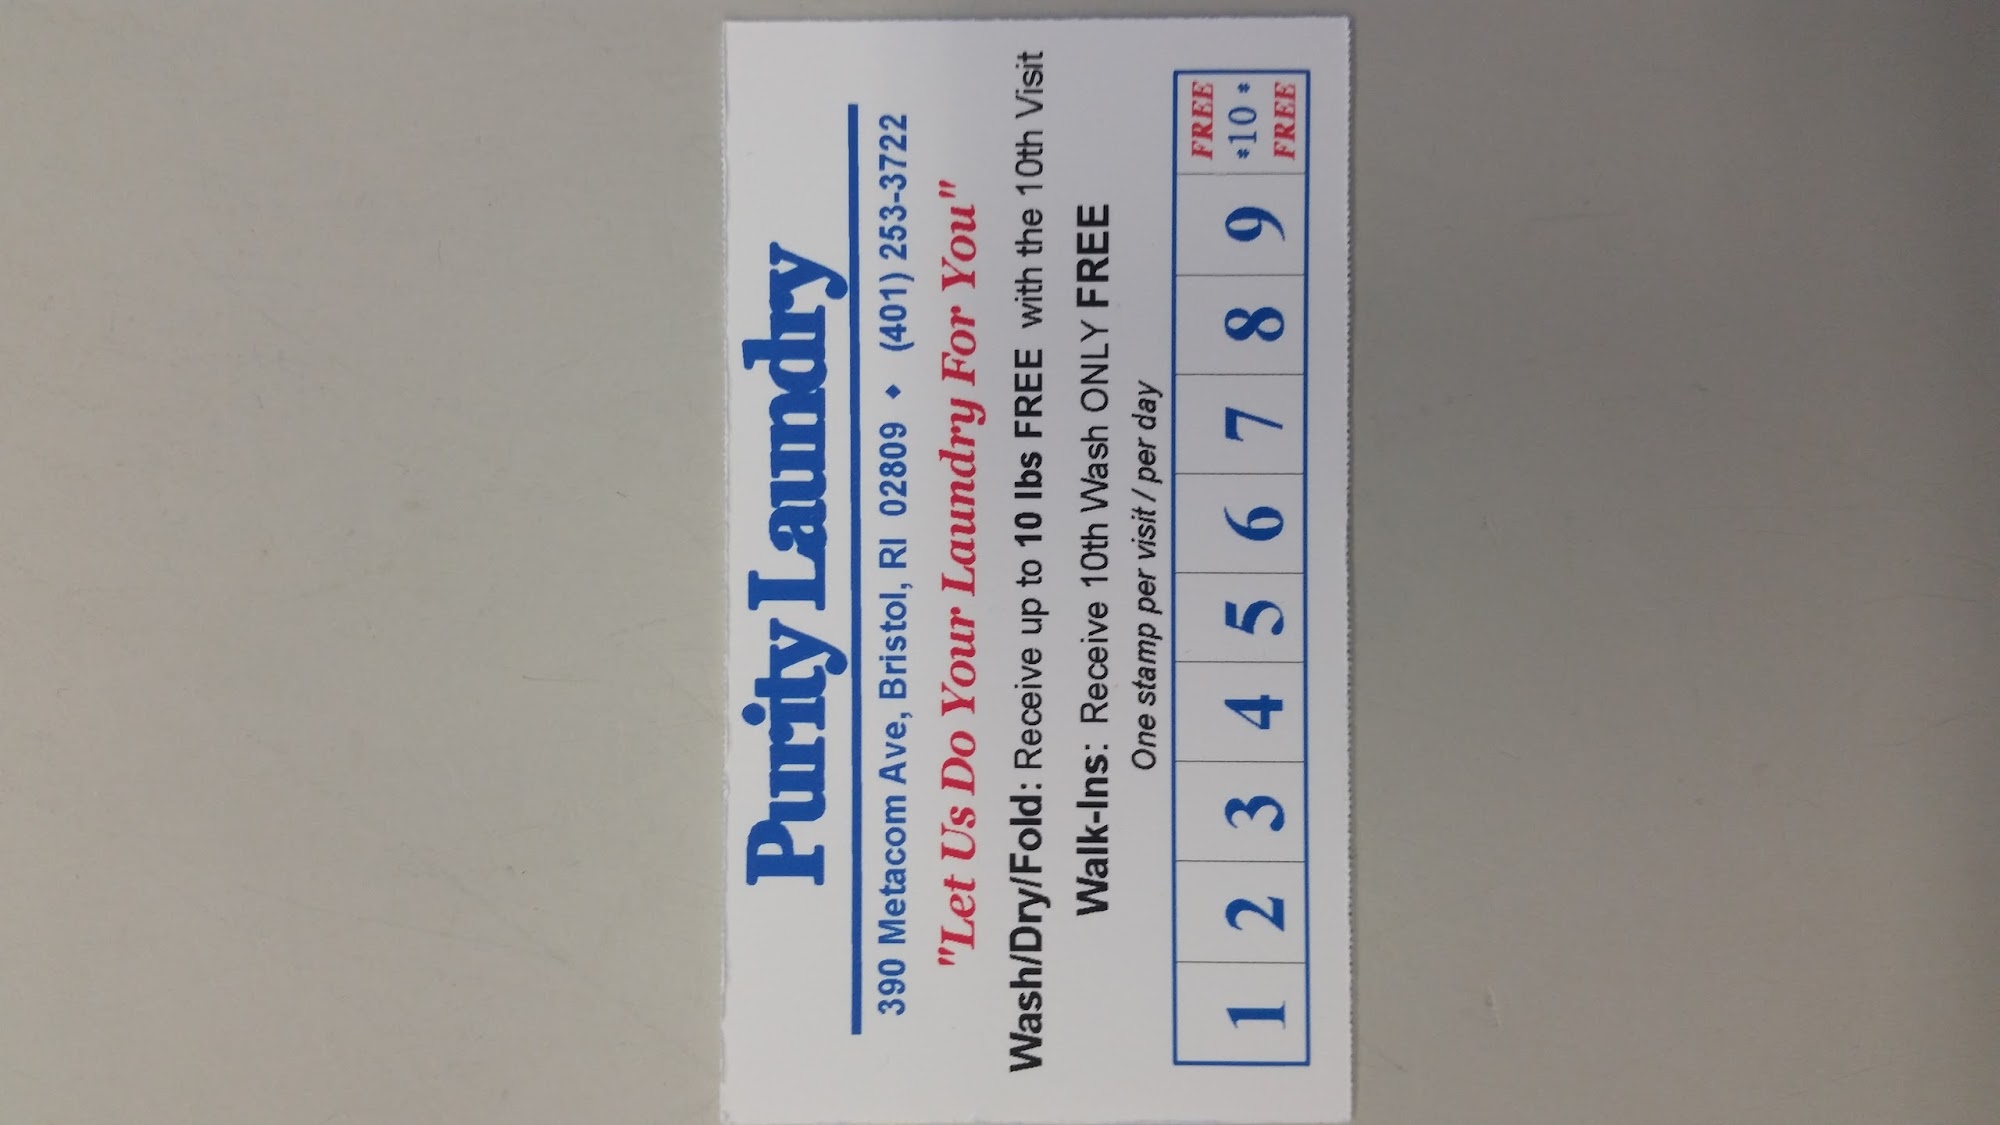 Purity Laundry
390 Metacom Ave, Bristol, RI 02809 ♦ (401) 253-3722
"Let Us Do Your Laundry For You"
Wash/Dry/Fold: Receive up to 10 lbs FREE with the 10th Visit
Walk-Ins: Receive 10th Wash ONLY FREE
One stamp per visit / per day
1 2 3 4 5 6 7 8 9
FREE
*10*
FREE